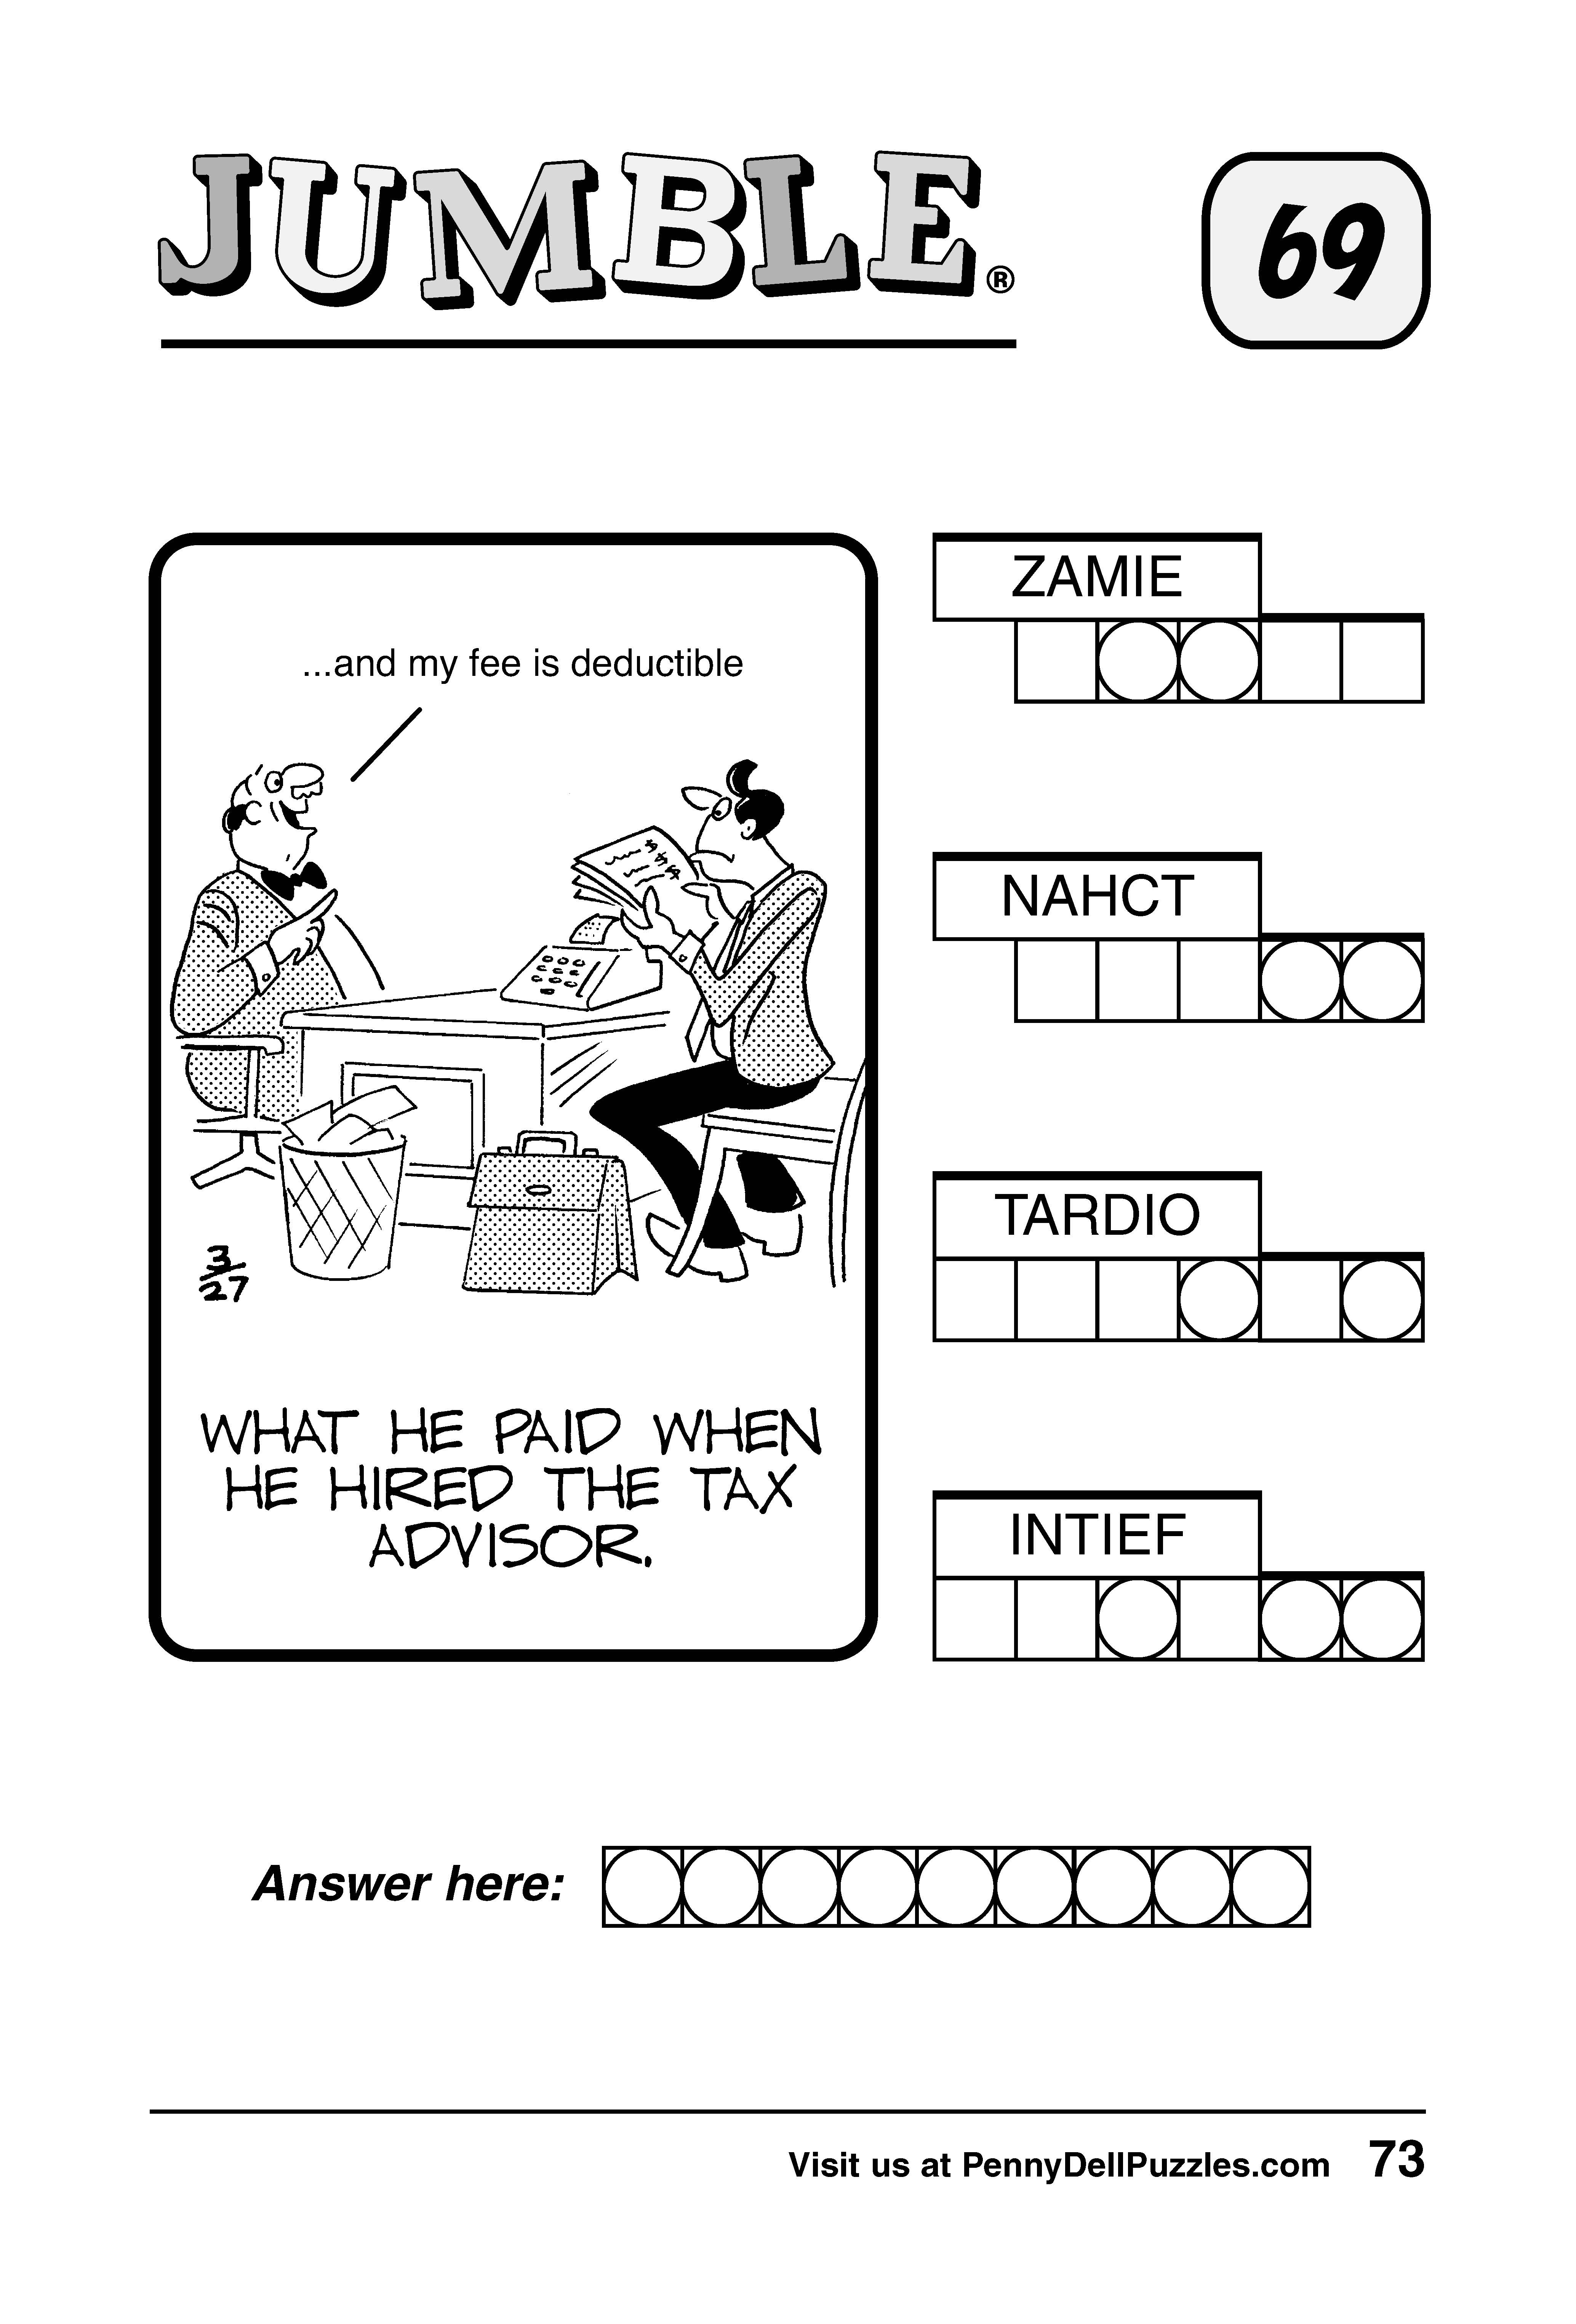 JUMBLE®
69
...and my fee is deductible
3/27
WHAT HE PAID WHEN
HE HIRED THE TAX
ADVISOR.
ZAMIE
NAHCT
TARDIO
INTIEF
Answer here:
Visit us at PennyDellPuzzles.com 73